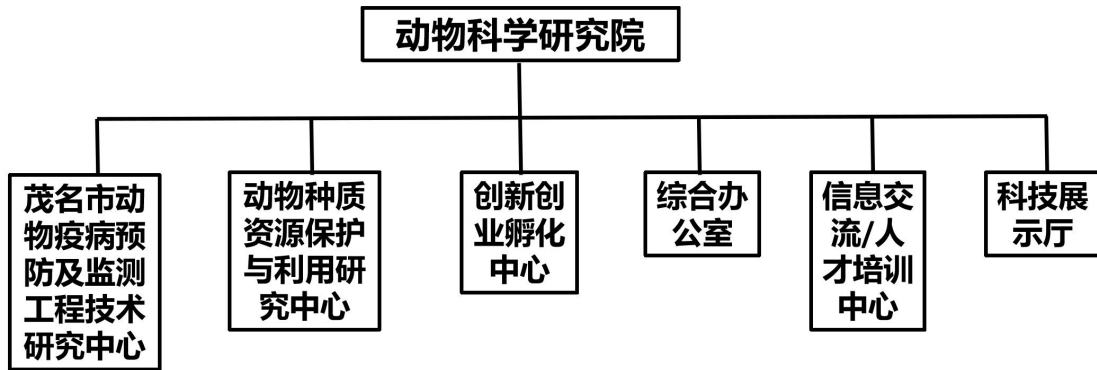 动物科学研究院
茂名市动
物疫病预
防及监测
工程技术
研究中心
动物种质
资源保护
与利用研
究中心
创新创
业孵化
中心
综合办
公室
信息交
流/人
才培训
中心
科技展
示厅